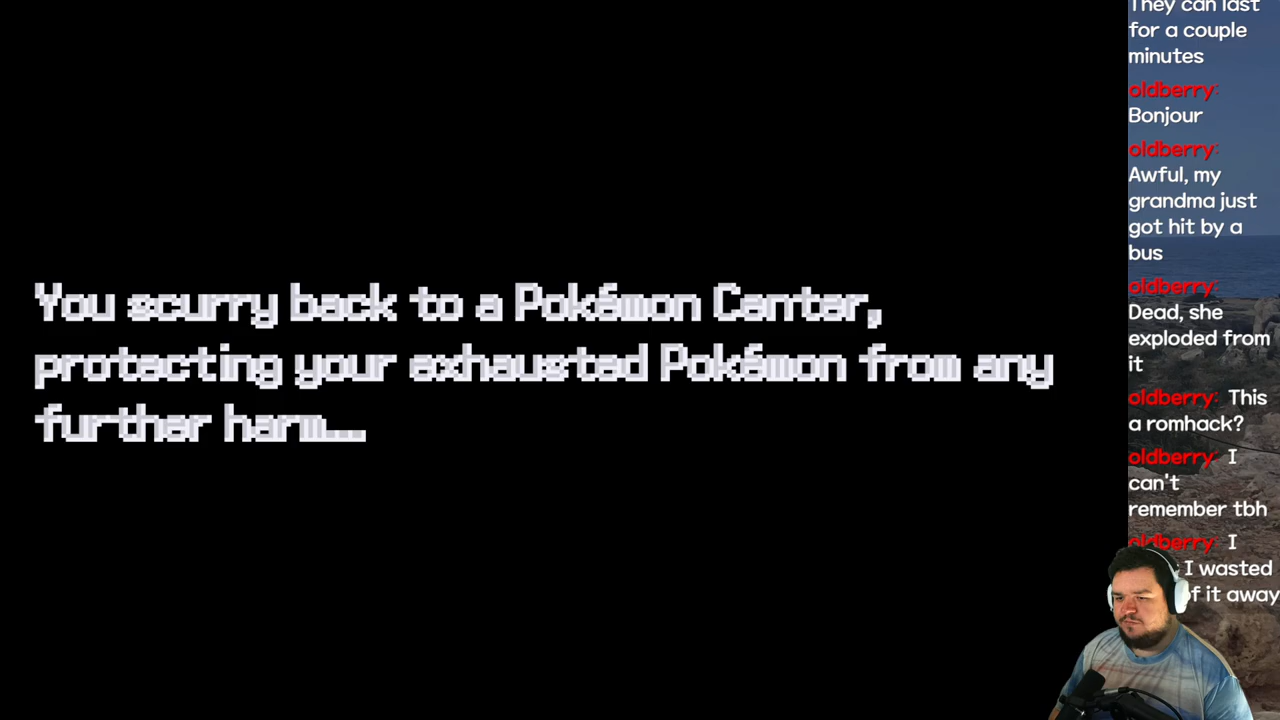 You scurry back to a Pokémon Center,
protecting your exhausted Pokémon from any
further harm...
They can last
for a couple
minutes
oldberry:
Bonjour
oldberry:
Awful, my
grandma just
got hit by a
bus
oldberry:
Dead, she
exploded from
it
oldberry: This
a romhack?
oldberry: I
can't
remember tbh
oldberry: I
I wasted
of it away